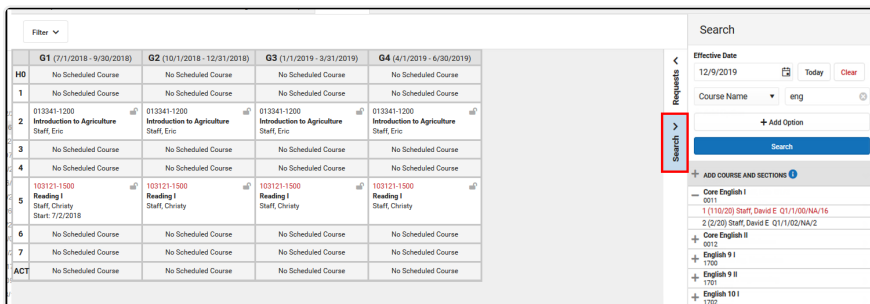 Filter
G1 (7/1/2018 - 9/30/2018) G2 (10/1/2018 - 12/31/2018) G3 (1/1/2019 - 3/31/2019) G4 (4/1/2019 - 6/30/2019)
H0 No Scheduled Course No Scheduled Course No Scheduled Course No Scheduled Course
1 No Scheduled Course No Scheduled Course No Scheduled Course No Scheduled Course
013341-1200 013341-1200 013341-1200 013341-1200
2 Introduction to Agriculture Introduction to Agriculture Introduction to Agriculture Introduction to Agriculture
Staff, Eric Staff, Eric Staff, Eric Staff, Eric
3 No Scheduled Course No Scheduled Course No Scheduled Course No Scheduled Course
4 No Scheduled Course No Scheduled Course No Scheduled Course No Scheduled Course
103121-1500 103121-1500 103121-1500 103121-1500
5 Reading I Reading I Reading I Reading I
Staff, Christy Staff, Christy Staff, Christy Staff, Christy
Start: 7/2/2018
6 No Scheduled Course No Scheduled Course No Scheduled Course No Scheduled Course
7 No Scheduled Course No Scheduled Course No Scheduled Course No Scheduled Course
ACT No Scheduled Course No Scheduled Course No Scheduled Course No Scheduled Course
Requests
Search
Search
Effective Date
12/9/2019 Today Clear
Course Name eng
+ Add Option
Search
ADD COURSE AND SECTIONS
Core English I
0011
1 (110/20) Staff, David E Q1/1/00/NA/16
2 (2/20) Staff, David E Q1/1/02/NA/2
Core English II
0012
English 9 I
1700
English 9 II
1701
English 10 I
1702